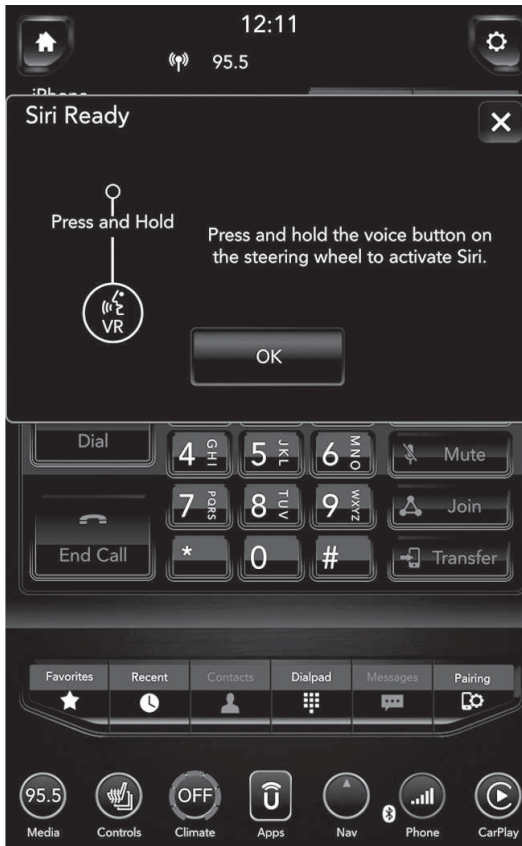 12:11
95.5
iPhone
Siri Ready
Press and Hold
Press and hold the voice button on
the steering wheel to activate Siri.
VR
OK
Dial
4 GHI 5 JKL 6 MNO
Mute
7 PQRS 8 TUV 9 WXYZ
Join
End Call
* 0 #
Transfer
Favorites Recent Contacts Dialpad Messages Pairing
95.5 OFF
Media Controls Climate Apps Nav Phone CarPlay